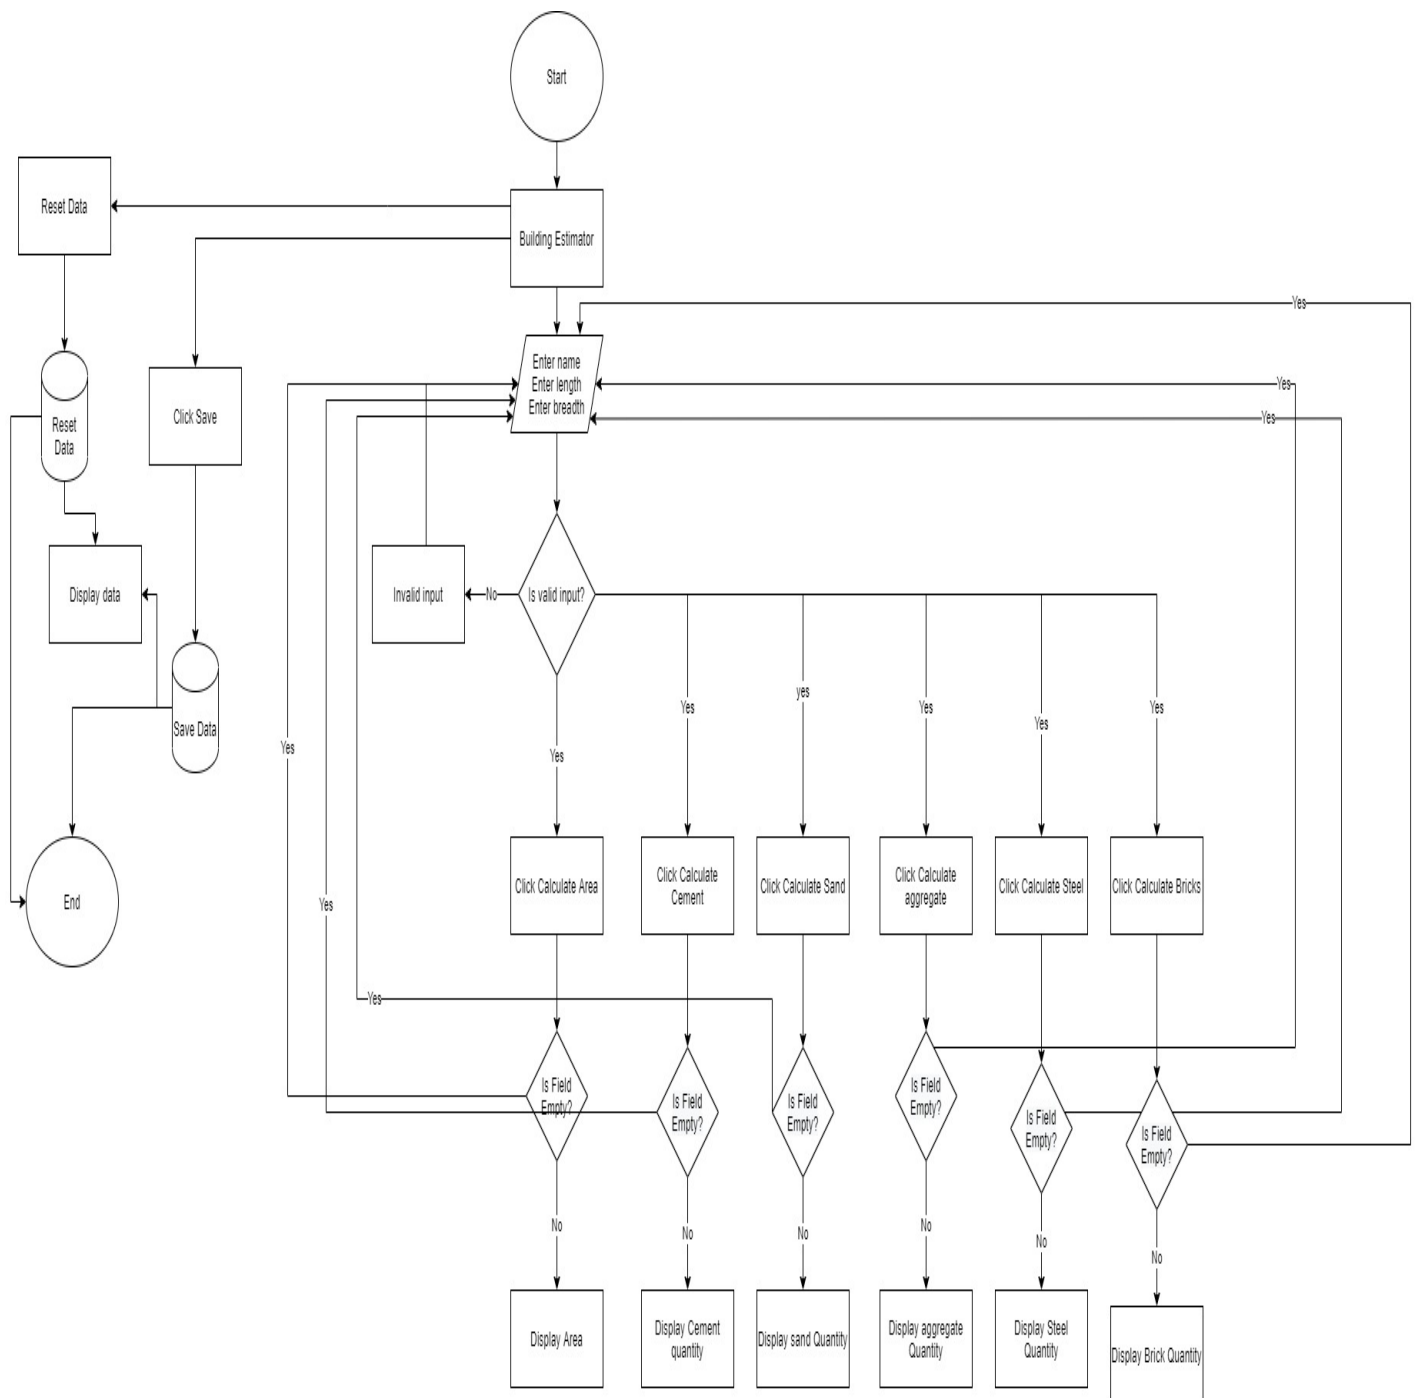 Start
Reset Data
Building Estimator
Yes
Enter name
Enter length
Enter breadth
Yes
Yes
Click Save
Reset
Data
Display data
Invalid input
No
Is valid input?
Save Data
Yes
Yes
Yes
yes
Yes
Yes
Yes
End
Yes
Click Calculate Area
Click Calculate
Cement
Click Calculate Sand
Click Calculate
aggregate
Click Calculate Steel
Click Calculate Bricks
Yes
Is Field
Empty?
Is Field
Empty?
Is Field
Empty?
Is Field
Empty?
Is Field
Empty?
Is Field
Empty?
No
No
No
No
No
No
Display Area
Display Cement
quantity
Display sand Quantity
Display aggregate
Quantity
Display Steel
Quantity
Display Brick Quantity